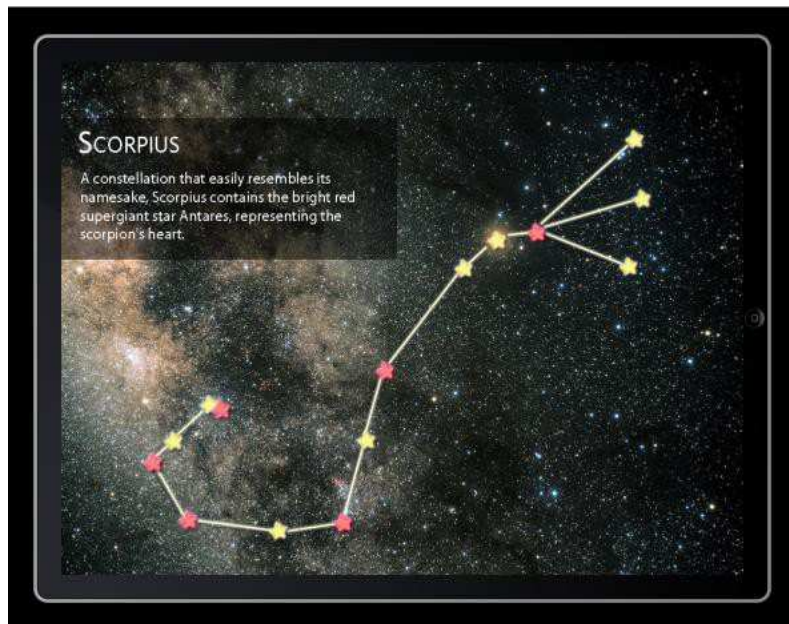 SCORPIUS
A constellation that easily resembles its
namesake, Scorpius contains the bright red
supergiant star Antares, representing the
scorpion's heart.